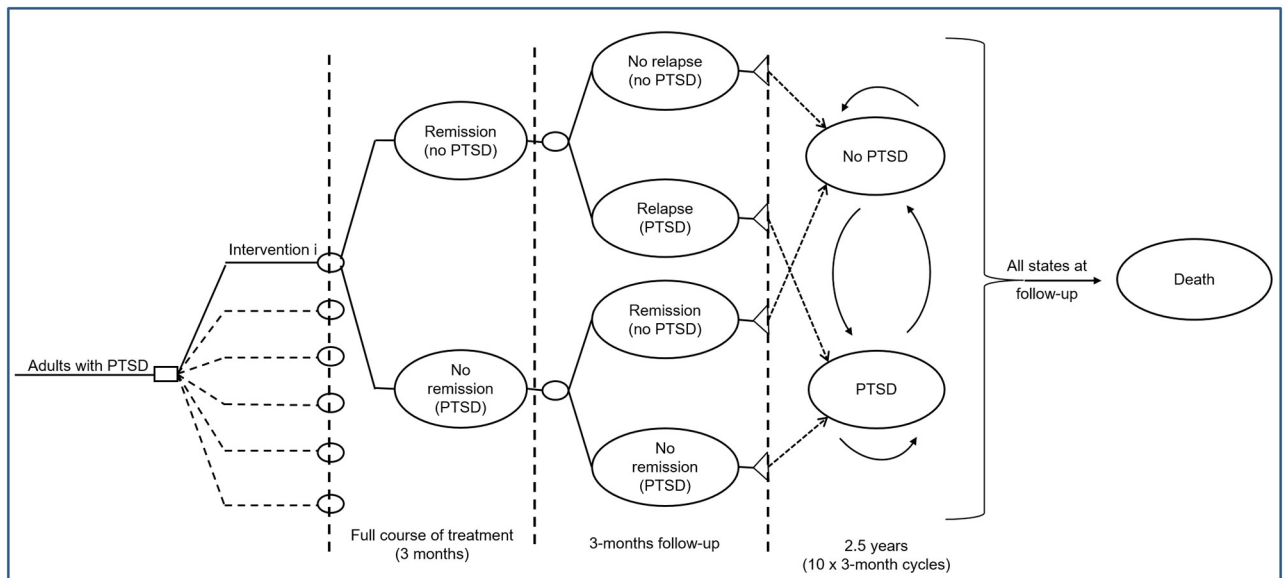 Adults with PTSD
Intervention i
Remission
(no PTSD)
No
remission
(PTSD)
Full course of treatment
(3 months)
No relapse
(no PTSD)
Relapse
(PTSD)
Remission
(no PTSD)
No
remission
(PTSD)
3-months follow-up
No PTSD
PTSD
2.5 years
(10 x 3-month cycles)
All states at
follow-up
Death